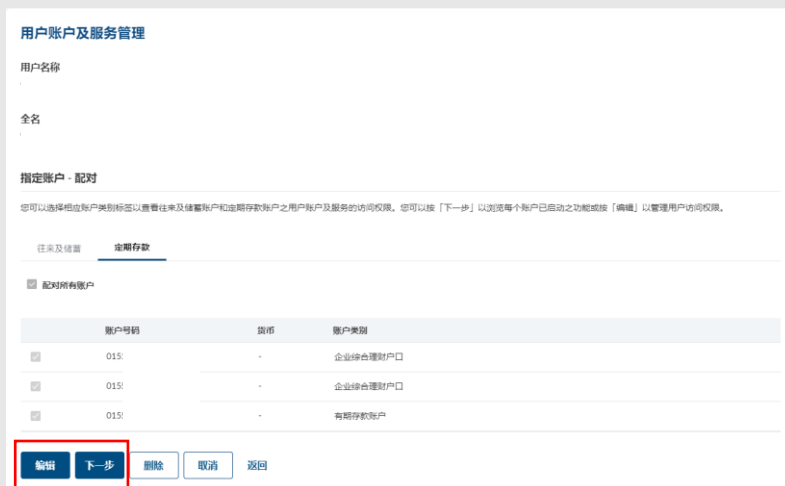 用户账户及服务管理
用户名称
全名
指定账户 - 配对
您可以选择相应账户类别标签以查看往来及储蓄账户和定期存款账户之用户账户及服务的访问权限。您可以按「下一步」以浏览每个账户已启动之功能或按「编辑」以管理用户访问权限。
往来及储蓄 定期存款
配对所有账户
账户号码 货币 账户类别
015 - 企业综合理财户口
015 - 企业综合理财户口
015 - 有期存款账户
编辑 下一步 删除 取消 返回